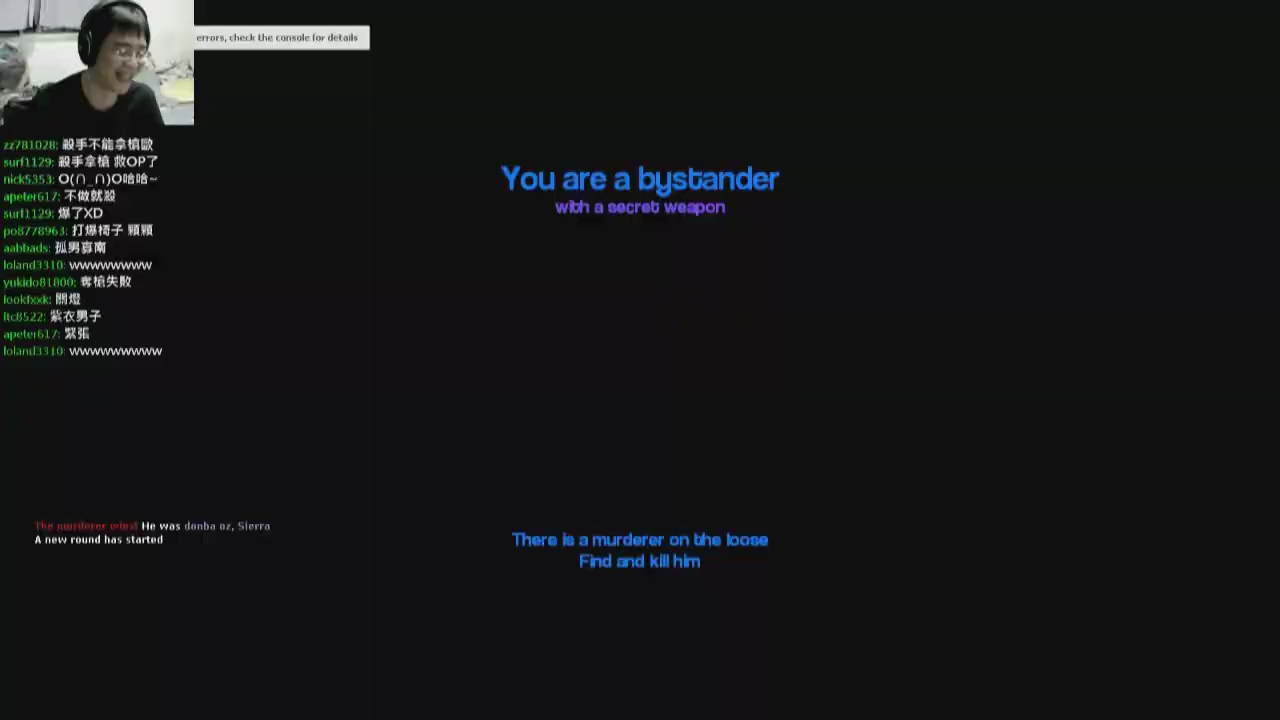 errors, check the console for details
You are a bystander
with a secret weapon
zz781028: 殺手不能拿槍歐
surf1129: 殺手拿槍 救OP了
nick5353: O(∩_∩)O哈哈~
apeter617: 不做就殺
surf1129: 爆了XD
po8778963: 打爆椅子 顆顆
aabbads: 孤男寡南
loland3310: wwwwwwwww
yukido81800: 奪槍失敗
lookfxxk: 關燈
ltc8522: 紫衣男子
apeter617: 緊張
loland3310: wwwwwwwwww
The murderer wins! He was donba oz, Sierra
A new round has started
There is a murderer on the loose
Find and kill him